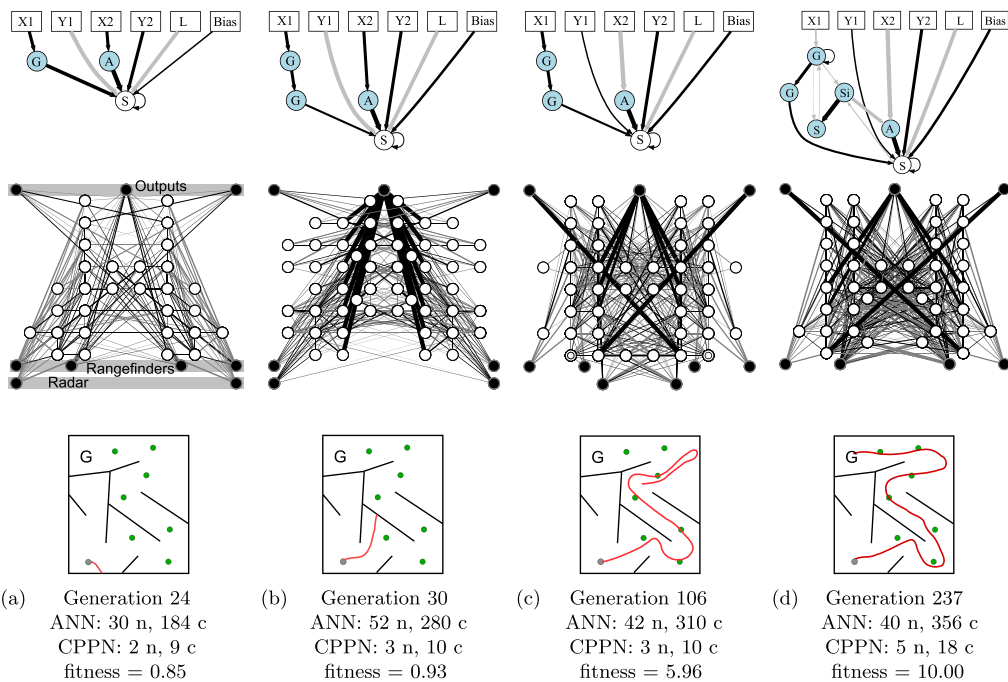 X1 Y1 X2 Y2 L Bias
G A
S
X1 Y1 X2 Y2 L Bias
G
G A
S
X1 Y1 X2 Y2 L Bias
G
G A
S
X1 Y1 X2 Y2 L Bias
G
G Si
S A
S
Outputs
Rangefinders
Radar
G
G
G
G
(a) Generation 24
ANN: 30 n, 184 c
CPPN: 2 n, 9 c
fitness = 0.85
(b) Generation 30
ANN: 52 n, 280 c
CPPN: 3 n, 10 c
fitness = 0.93
(c) Generation 106
ANN: 42 n, 310 c
CPPN: 3 n, 10 c
fitness = 5.96
(d) Generation 237
ANN: 40 n, 356 c
CPPN: 5 n, 18 c
fitness = 10.00